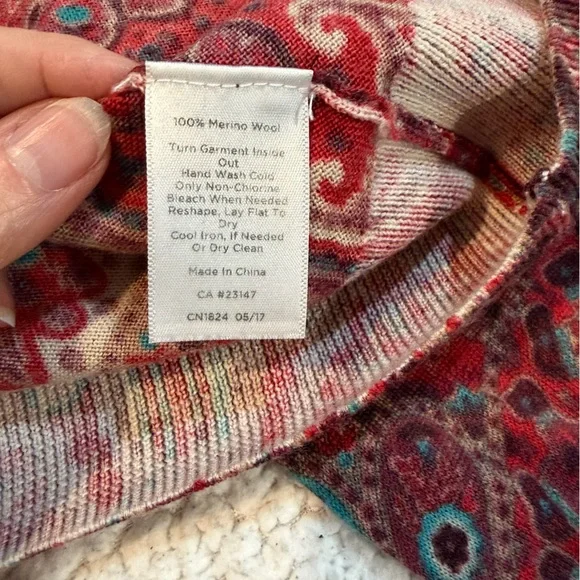 100% Merino Wool
Turn Garment Inside
Out
Hand Wash Cold
Only Non-Chlorine
Bleach When Needed
Reshape, Lay Flat To
Dry
Cool Iron, If Needed
Or Dry Clean
Made In China
CA #23147
CN1824 05/17